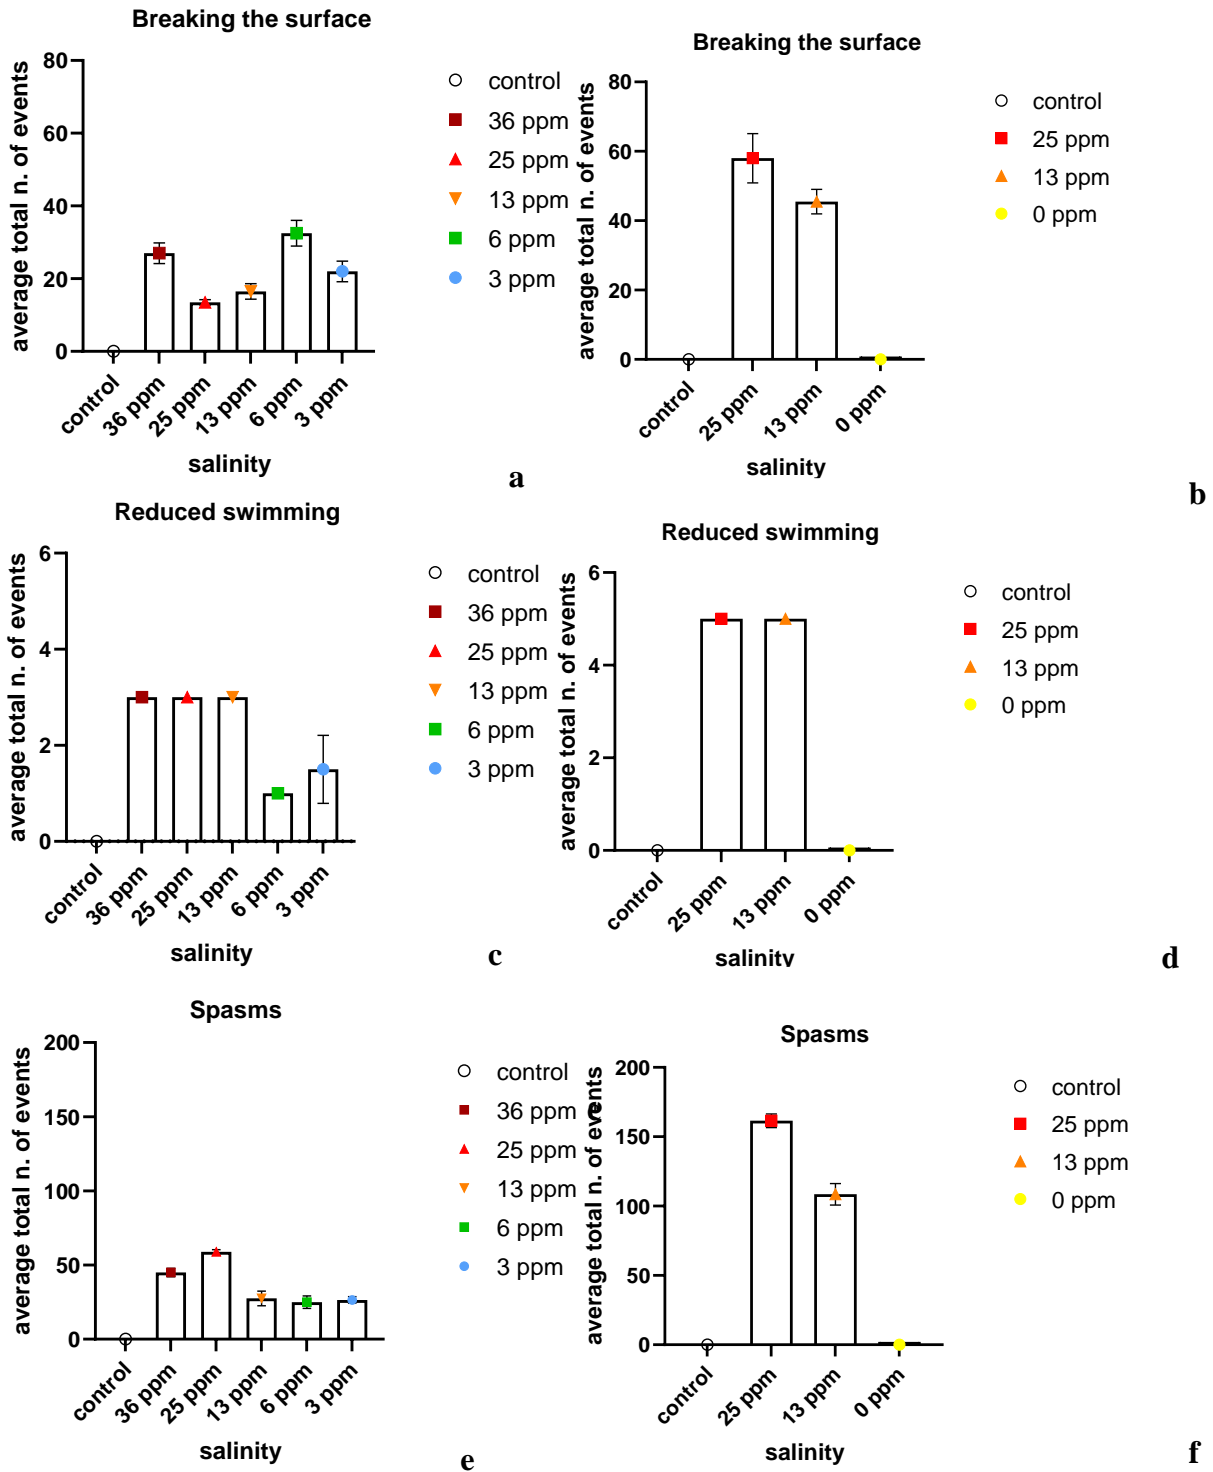 Breaking the surface
average total n. of events
80
60
40
20
0
control
36 ppm
25 ppm
13 ppm
6 ppm
3 ppm
salinity
control
36 ppm
25 ppm
13 ppm
6 ppm
3 ppm
a
Breaking the surface
average total n. of events
80
60
40
20
0
control
25 ppm
13 ppm
0 ppm
salinity
control
25 ppm
13 ppm
0 ppm
b
Reduced swimming
average total n. of events
6
4
2
0
control
36 ppm
25 ppm
13 ppm
6 ppm
3 ppm
salinity
control
36 ppm
25 ppm
13 ppm
6 ppm
3 ppm
c
Reduced swimming
average total n. of events
6
4
2
0
control
25 ppm
13 ppm
0 ppm
salinity
control
25 ppm
13 ppm
0 ppm
d
Spasms
average total n. of events
200
150
100
50
0
control
36 ppm
25 ppm
13 ppm
6 ppm
3 ppm
salinity
control
36 ppm
25 ppm
13 ppm
6 ppm
3 ppm
e
Spasms
average total n. of events
200
150
100
50
0
control
25 ppm
13 ppm
0 ppm
salinity
control
25 ppm
13 ppm
0 ppm
f